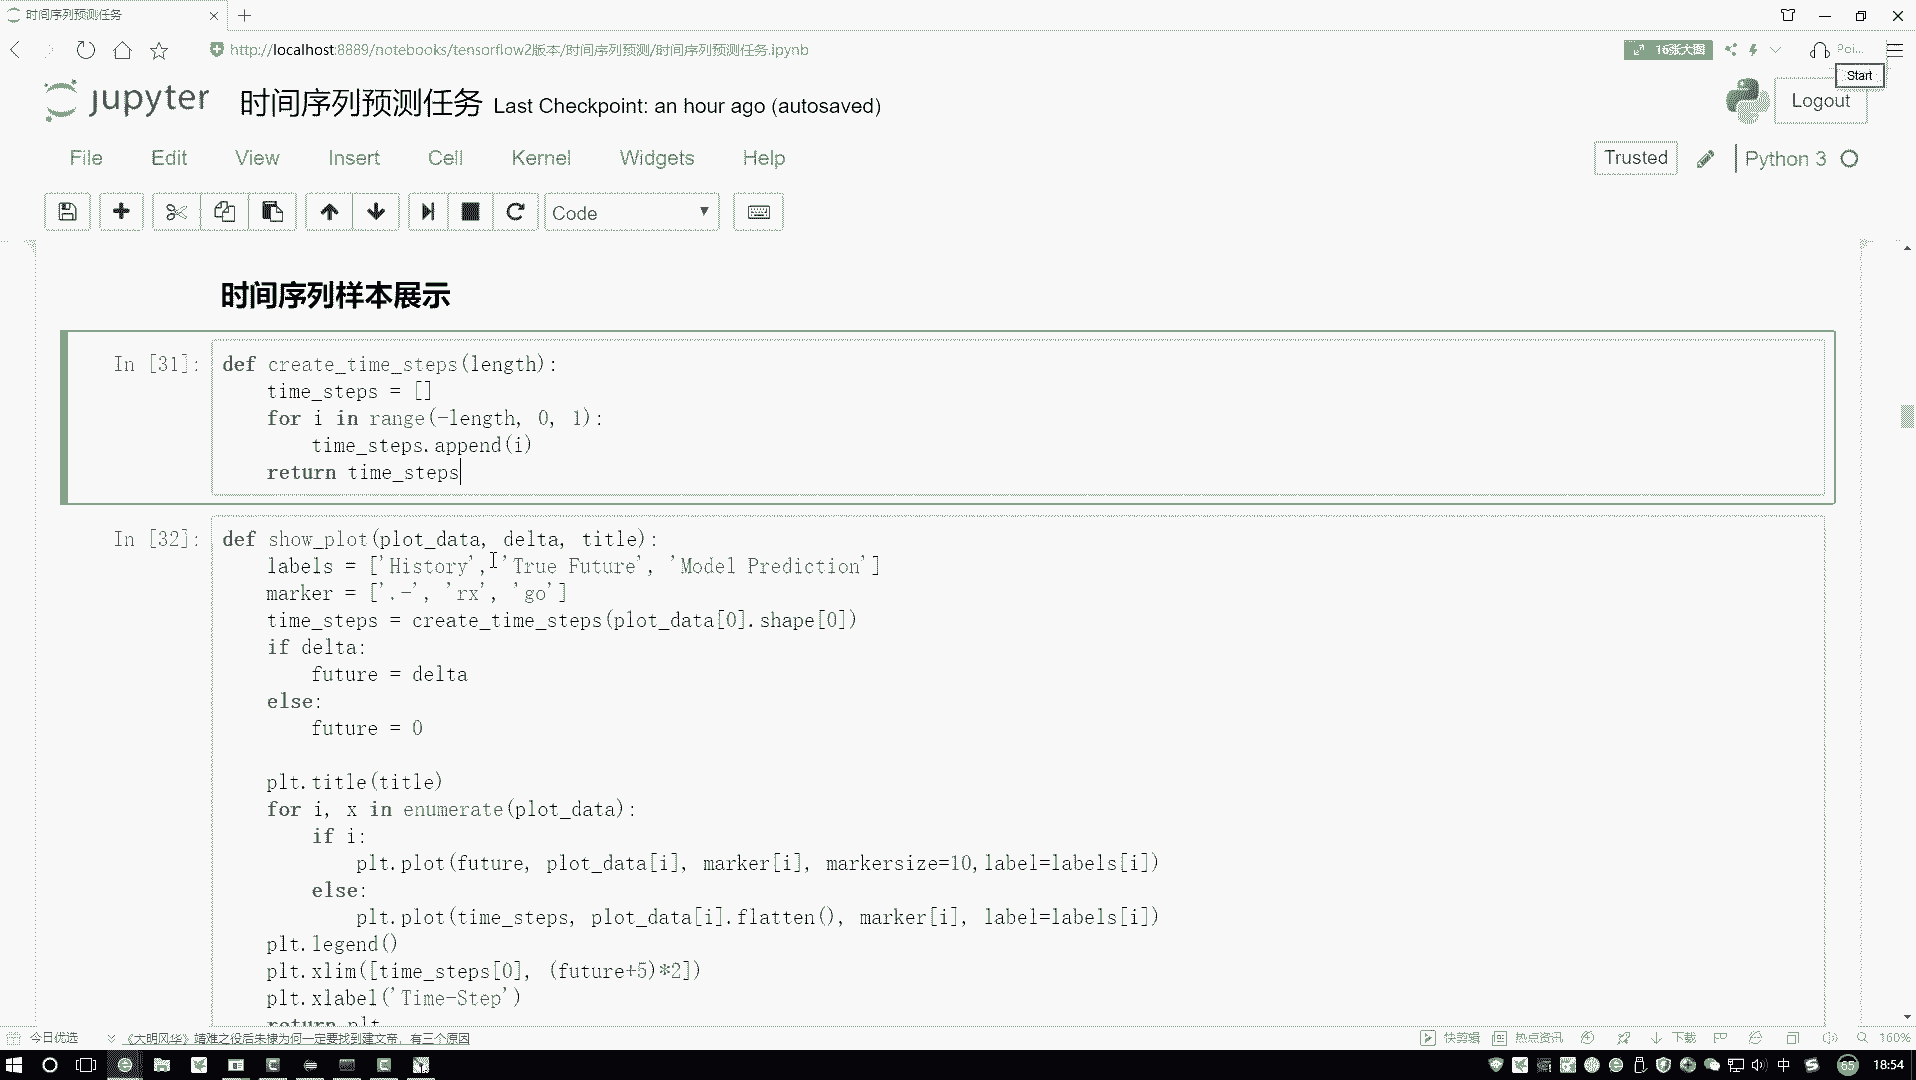 时间序列预测任务
http://localhost:8889/notebooks/tensorflow2版本/时间序列预测/时间序列预测任务.ipynb
16张大图
Poi...
Start
jupyter 时间序列预测任务 Last Checkpoint: an hour ago (autosaved)
Logout
File Edit View Insert Cell Kernel Widgets Help
Trusted Python 3
Code
时间序列样本展示
In [31]: def create_time_steps(length):
    time_steps = []
    for i in range(-length, 0, 1):
        time_steps.append(i)
    return time_steps
In [32]: def show_plot(plot_data, delta, title):
    labels = ['History', 'True Future', 'Model Prediction']
    marker = ['.-', 'rx', 'go']
    time_steps = create_time_steps(plot_data[0].shape[0])
    if delta:
        future = delta
    else:
        future = 0
    plt.title(title)
    for i, x in enumerate(plot_data):
        if i:
            plt.plot(future, plot_data[i], marker[i], markersize=10,label=labels[i])
        else:
            plt.plot(time_steps, plot_data[i].flatten(), marker[i], label=labels[i])
    plt.legend()
    plt.xlim([time_steps[0], (future+5)*2])
    plt.xlabel('Time-Step')
    return plt
今日优选 《大明风华》靖难之役后朱棣为何一定要找到建文帝，有三个原因 快剪辑 热点资讯 下载 160%
中 65 18:54